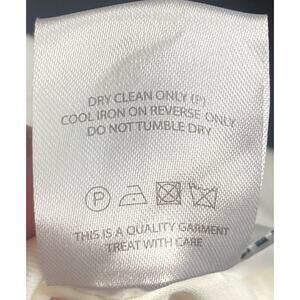 DRY CLEAN ONLY (P)
COOL IRON ON REVERSE ONLY
DO NOT TUMBLE DRY
P
THIS IS A QUALITY GARMENT
TREAT WITH CARE